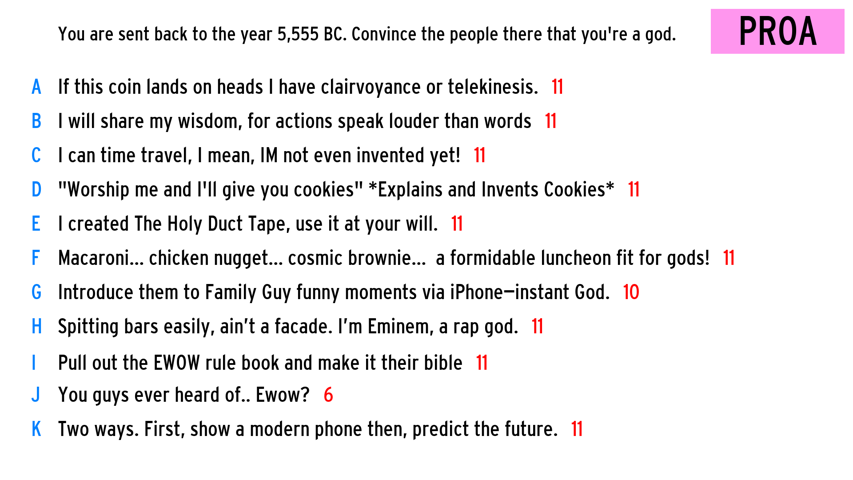 You are sent back to the year 5,555 BC. Convince the people there that you're a god.
PROA
A If this coin lands on heads I have clairvoyance or telekinesis. 11
B I will share my wisdom, for actions speak louder than words 11
C I can time travel, I mean, IM not even invented yet! 11
D "Worship me and I'll give you cookies" *Explains and Invents Cookies* 11
E I created The Holy Duct Tape, use it at your will. 11
F Macaroni... chicken nugget... cosmic brownie... a formidable luncheon fit for gods! 11
G Introduce them to Family Guy funny moments via iPhone—instant God. 10
H Spitting bars easily, ain’t a facade. I’m Eminem, a rap god. 11
I Pull out the EWOW rule book and make it their bible 11
J You guys ever heard of.. Ewow? 6
K Two ways. First, show a modern phone then, predict the future. 11